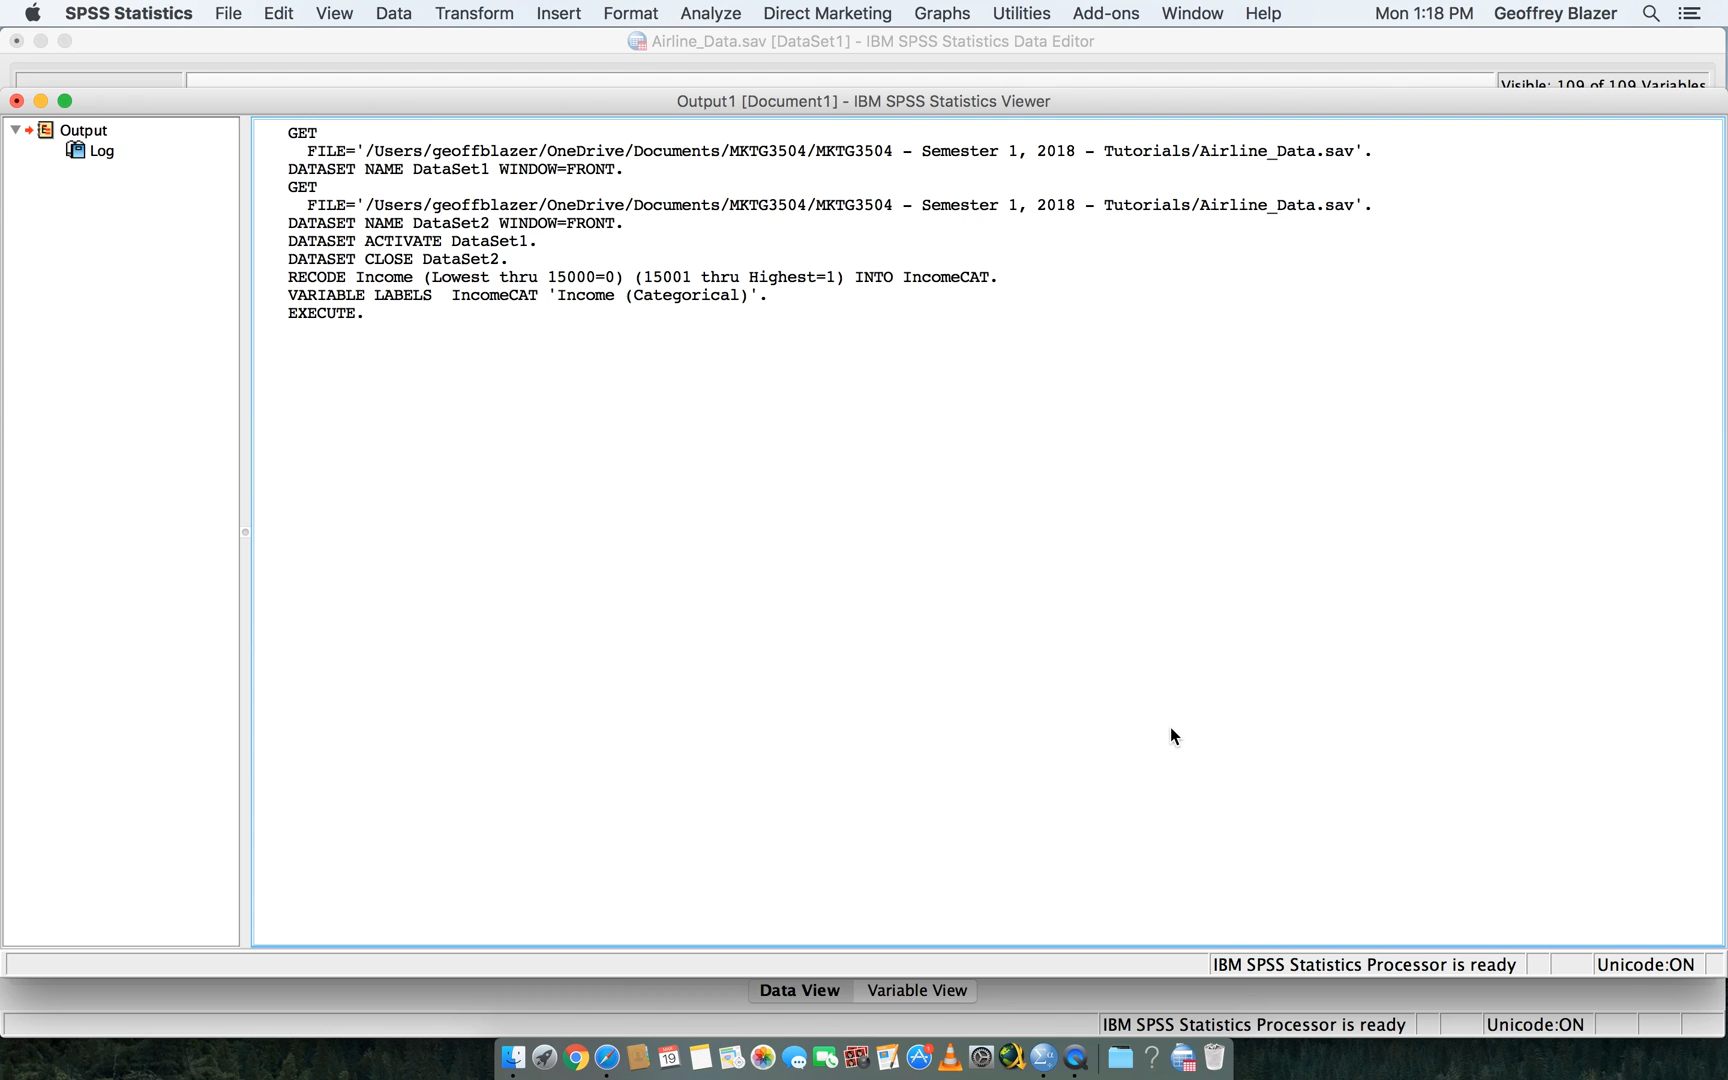 SPSS Statistics File Edit View Data Transform Insert Format Analyze Direct Marketing Graphs Utilities Add-ons Window Help Mon 1:18 PM Geoffrey Blazer
Airline_Data.sav [DataSet1] - IBM SPSS Statistics Data Editor
Visible: 109 of 109 Variables
Output1 [Document1] - IBM SPSS Statistics Viewer
Output
Log
GET
FILE='/Users/geoffblazer/OneDrive/Documents/MKTG3504/MKTG3504 - Semester 1, 2018 - Tutorials/Airline_Data.sav'.
DATASET NAME DataSet1 WINDOW=FRONT.
GET
FILE='/Users/geoffblazer/OneDrive/Documents/MKTG3504/MKTG3504 - Semester 1, 2018 - Tutorials/Airline_Data.sav'.
DATASET NAME DataSet2 WINDOW=FRONT.
DATASET ACTIVATE DataSet1.
DATASET CLOSE DataSet2.
RECODE Income (Lowest thru 15000=0) (15001 thru Highest=1) INTO IncomeCAT.
VARIABLE LABELS  IncomeCAT 'Income (Categorical)'.
EXECUTE.
IBM SPSS Statistics Processor is ready Unicode:ON
Data View Variable View
IBM SPSS Statistics Processor is ready Unicode:ON
19